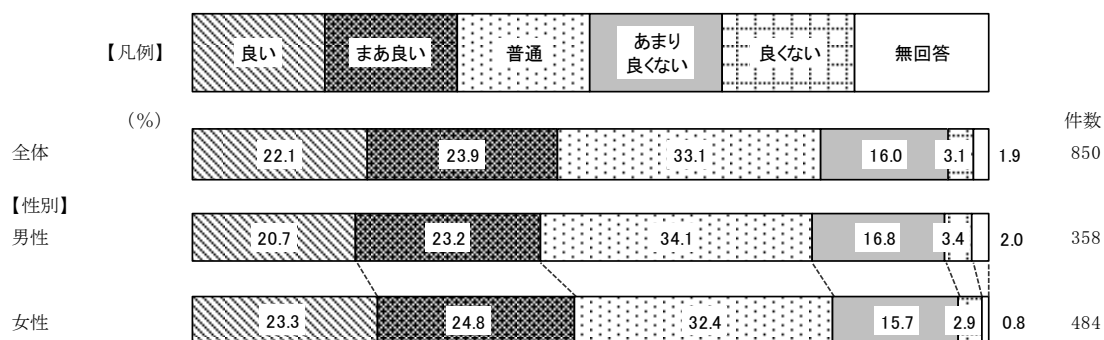 【凡例】 良い まあ良い 普通 あまり 良くない 良くない 無回答
(%) 件数
全体 22.1 23.9 33.1 16.0 3.1 1.9 850
【性別】
男性 20.7 23.2 34.1 16.8 3.4 2.0 358
女性 23.3 24.8 32.4 15.7 2.9 0.8 484